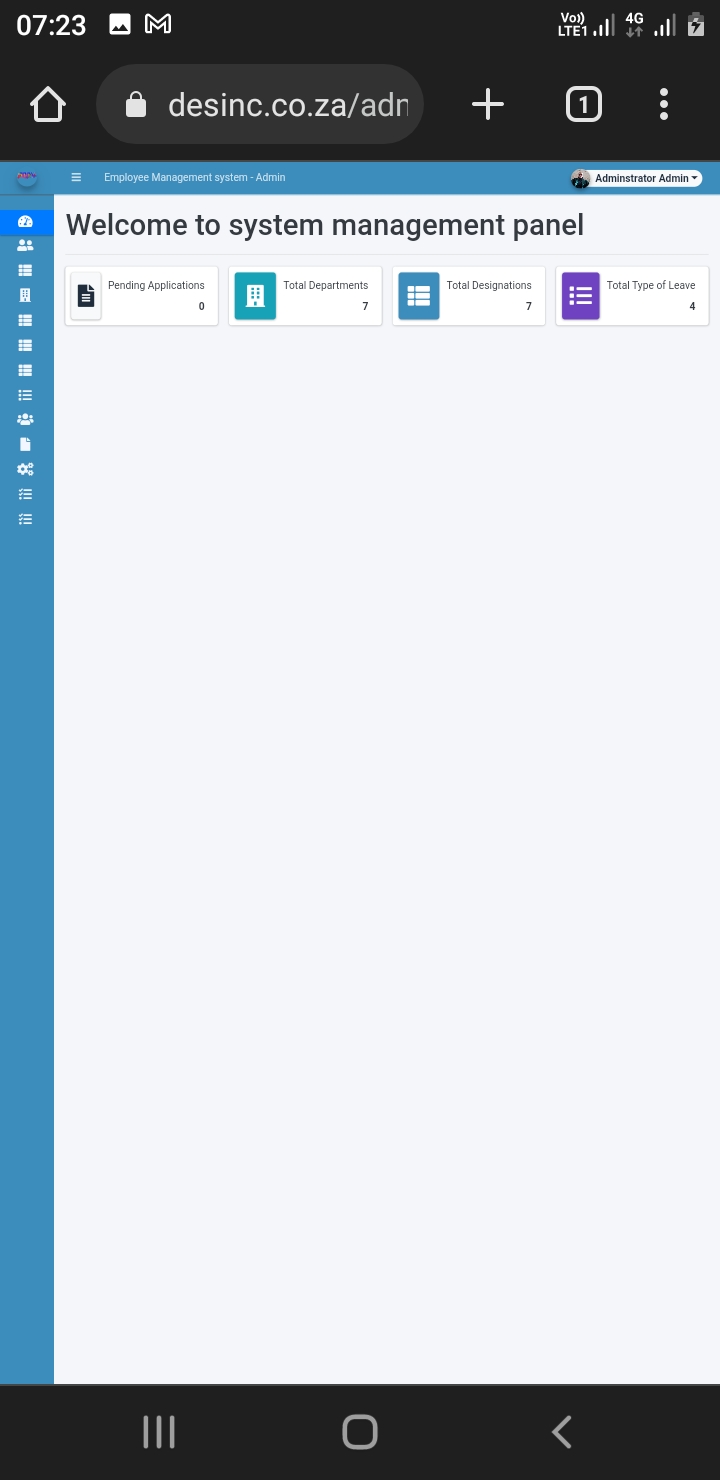 07:23
Vo))
LTE1
4G
desinc.co.za/adn
1
Employee Management system - Admin
Adminstrator Admin
Welcome to system management panel
Pending Applications
0
Total Departments
7
Total Designations
7
Total Type of Leave
4